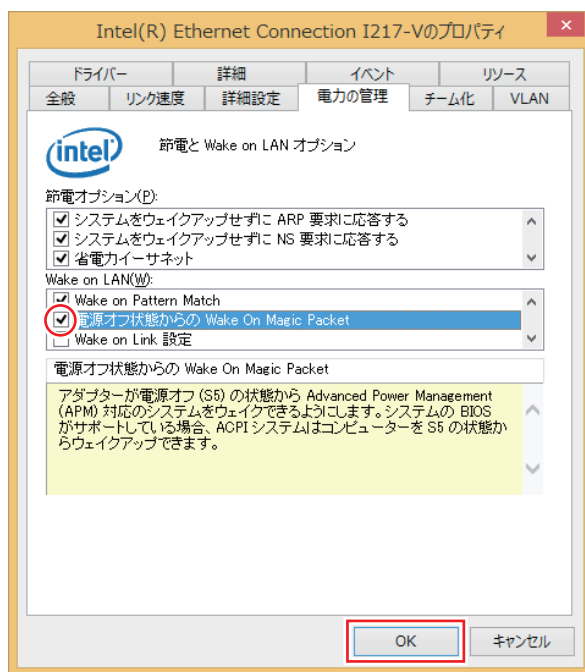 Intel(R) Ethernet Connection I217-Vのプロパティ
ドライバー 詳細 イベント リソース
全般 リンク速度 詳細設定 電力の管理 チーム化 VLAN
intel 節電と Wake on LAN オプション
節電オプション(P):
システムをウェイクアップせずに ARP 要求に応答する
システムをウェイクアップせずに NS 要求に応答する
省電力イーサネット
Wake on LAN(W):
Wake on Pattern Match
電源オフ状態からの Wake On Magic Packet
Wake on Link 設定
電源オフ状態からの Wake On Magic Packet
アダプターが電源オフ (S5) の状態から Advanced Power Management
(APM) 対応のシステムをウェイクできるようにします。システムの BIOS
がサポートしている場合、ACPI システムはコンピューターを S5 の状態か
らウェイクアップできます。
OK キャンセル